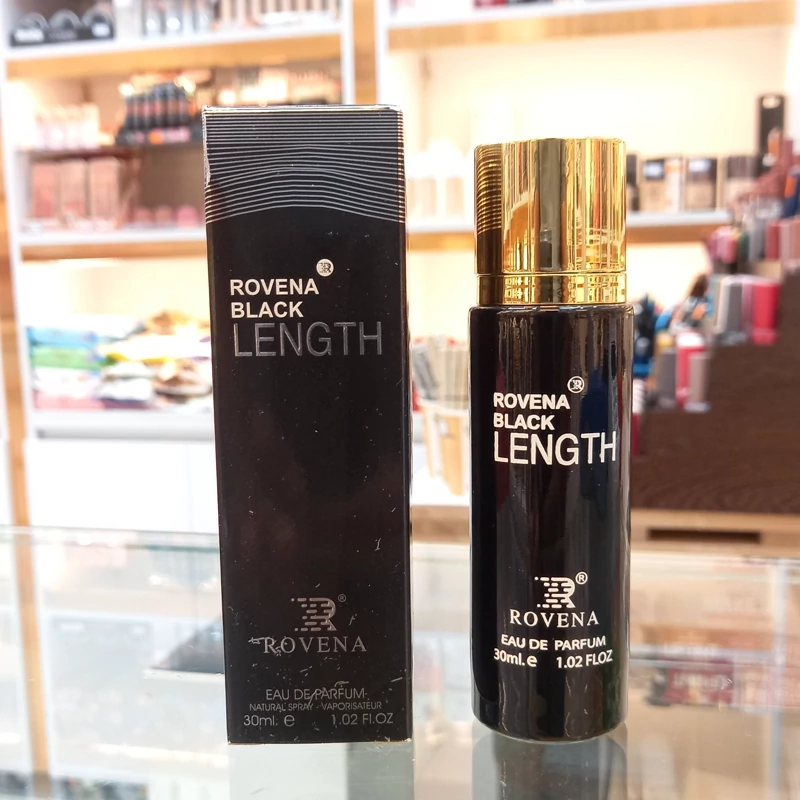 ROVENA
BLACK
LENGTH
R®
ROVENA
EAU DE PARFUM
NATURAL SPRAY - VAPORISATEUR
30ml. e 1.02 FL.OZ
ROVENA
BLACK
LENGTH
R®
ROVENA
EAU DE PARFUM
30ml. e 1.02 FLOZ